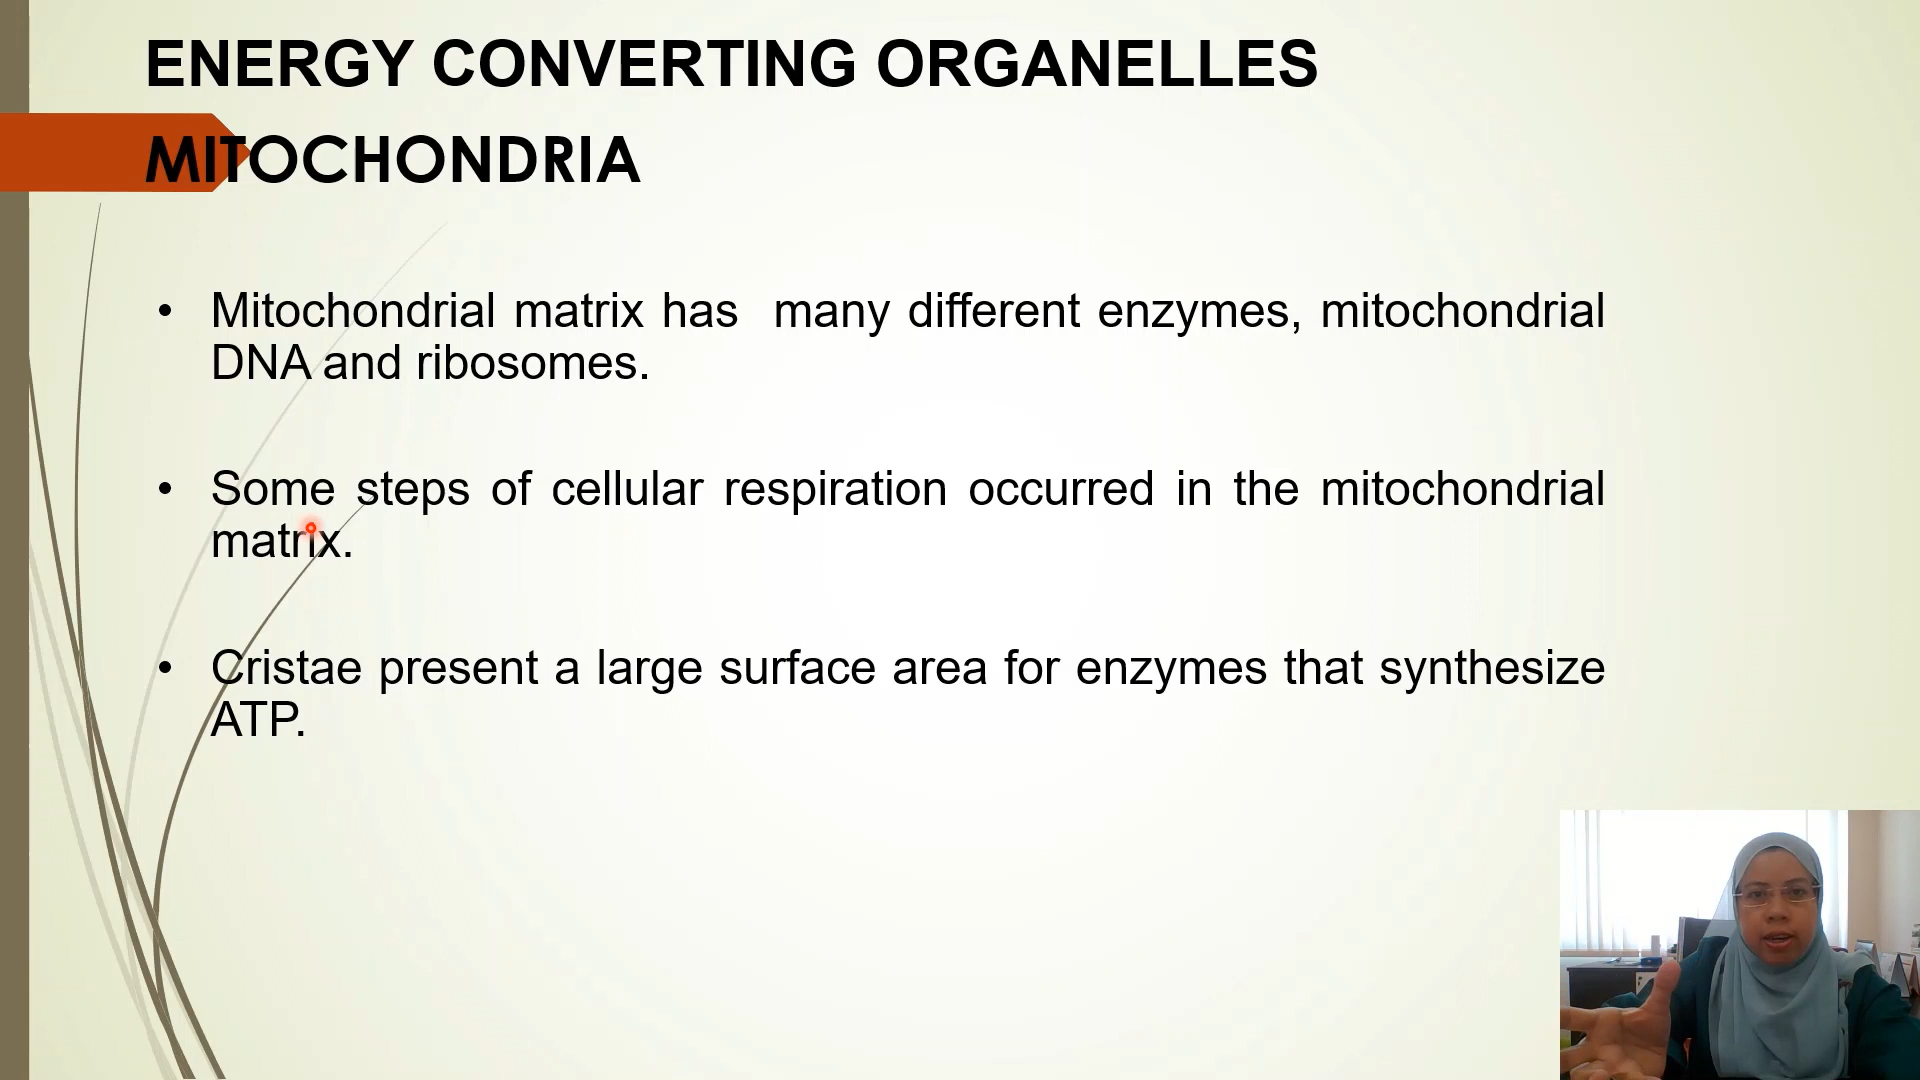 ENERGY CONVERTING ORGANELLES
MITOCHONDRIA
• Mitochondrial matrix has many different enzymes, mitochondrial
DNA and ribosomes.
• Some steps of cellular respiration occurred in the mitochondrial
matrix.
• Cristae present a large surface area for enzymes that synthesize
ATP.